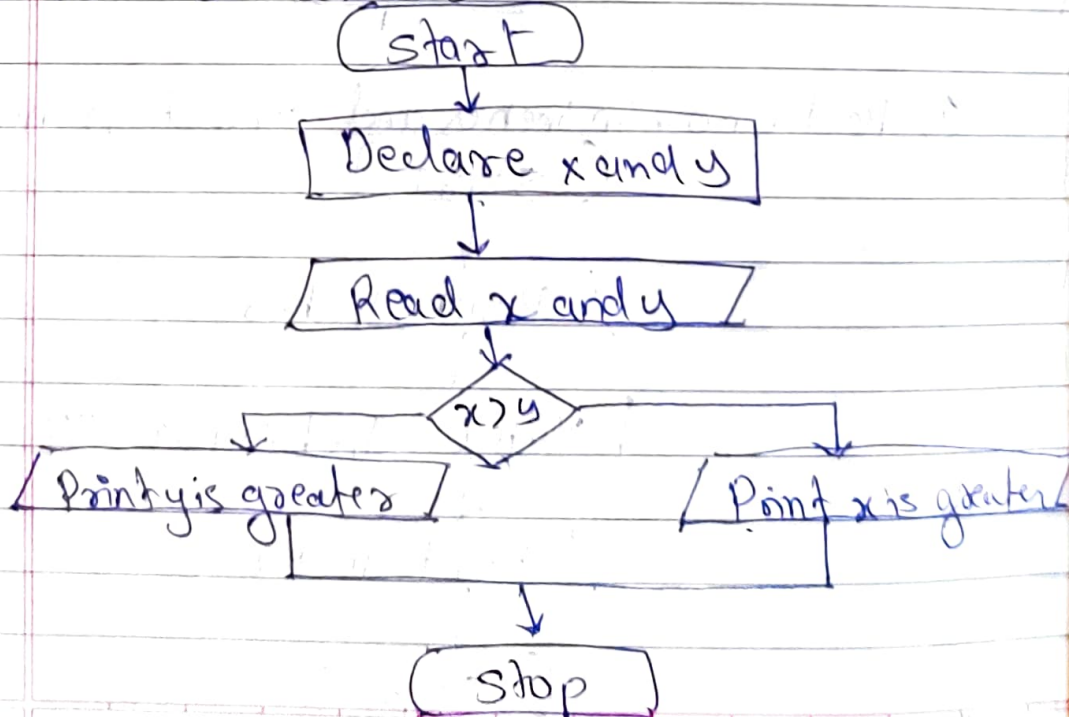 Start
Declare x and y
Read x and y
x>y
Print y is greater
Print x is greater
Stop